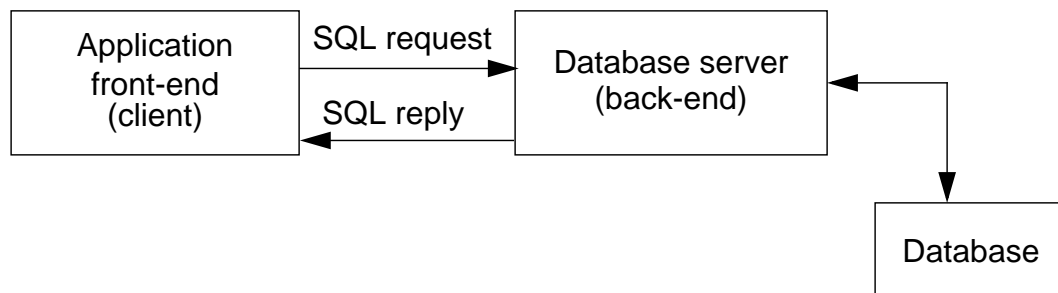 Application
front-end
(client)
SQL request
SQL reply
Database server
(back-end)
Database